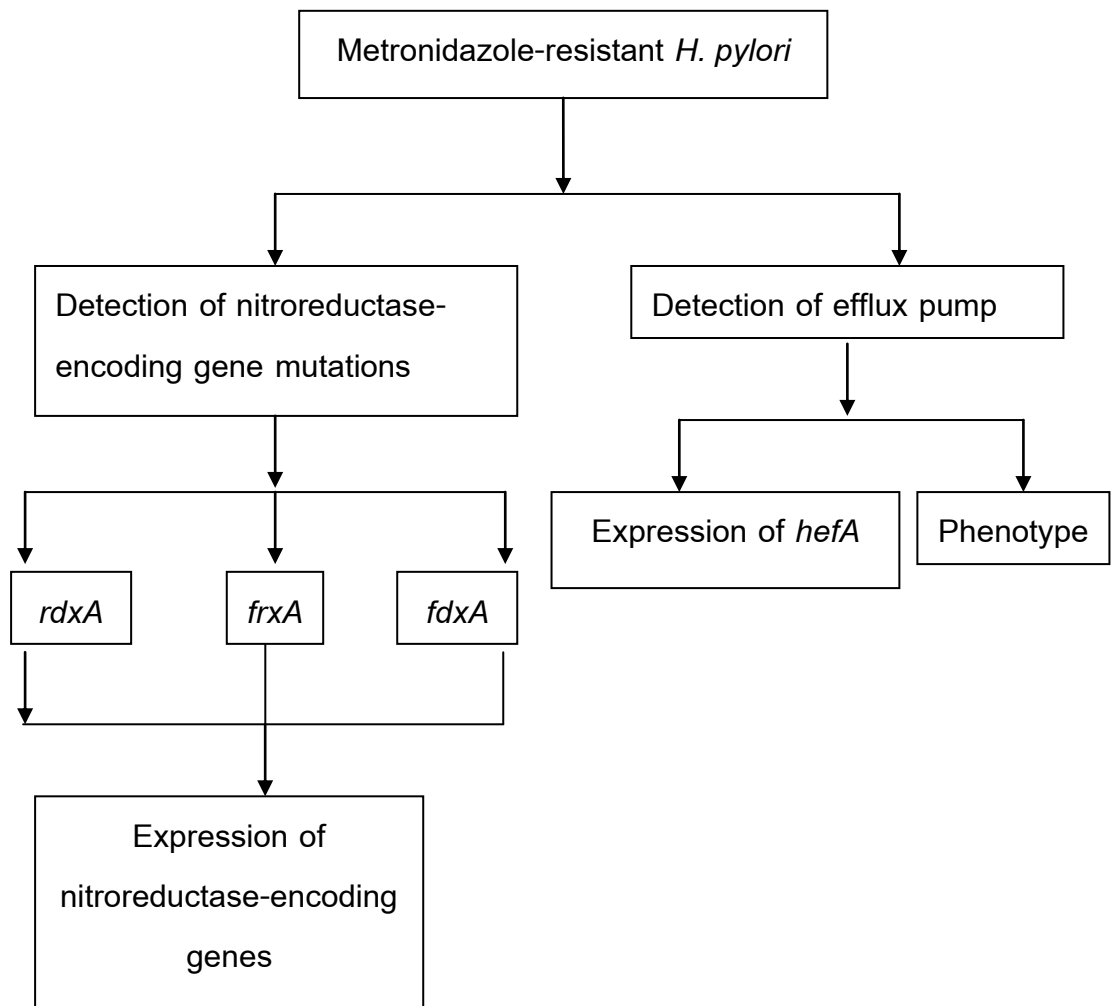 Metronidazole-resistant H. pylori
Detection of nitroreductase-
encoding gene mutations
Detection of efflux pump
Expression of hefA
Phenotype
rdxA
frxA
fdxA
Expression of
nitroreductase-encoding
genes